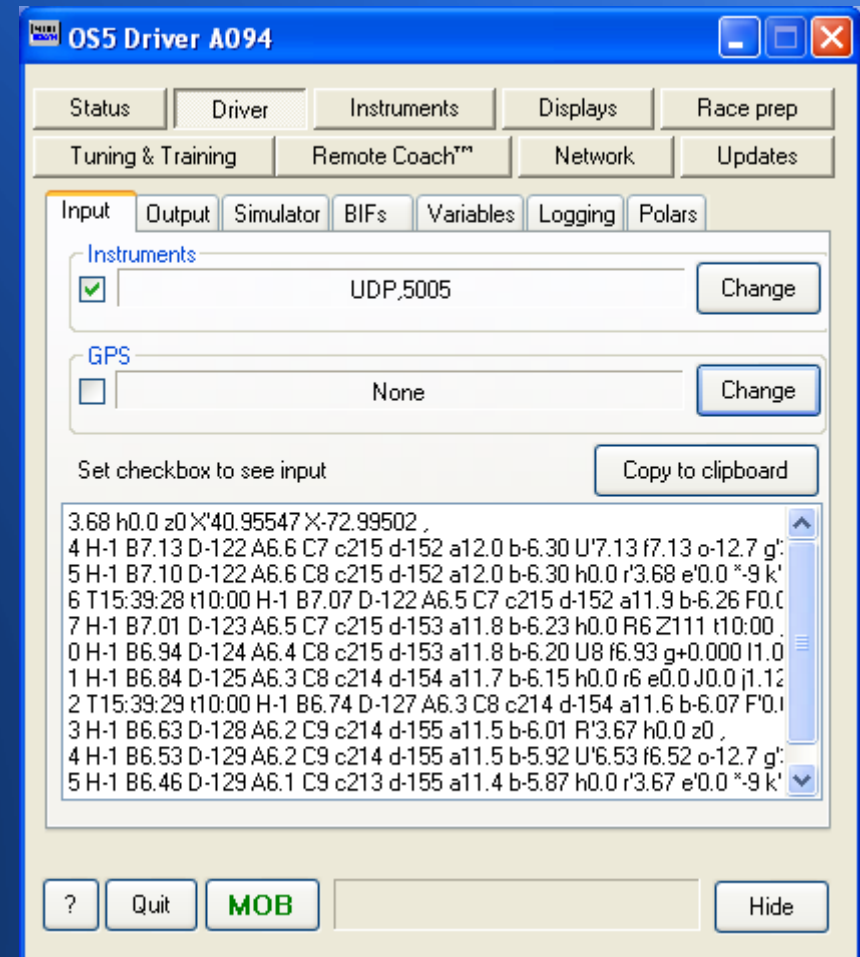 OS5 Driver A094
Status Driver Instruments Displays Race prep
Tuning & Training Remote Coach™ Network Updates
Input Output Simulator BIFs Variables Logging Polars
Instruments
UDP,5005 Change
GPS
None Change
Set checkbox to see input Copy to clipboard
3.68 h0.0 z0 X'40.95547 X-72.99502 ,
4 H-1 B7.13 D-122 A6.6 C7 c215 d-152 a12.0 b-6.30 U'7.13 f7.13 o-12.7 g'
5 H-1 B7.10 D-122 A6.6 C8 c215 d-152 a12.0 b-6.30 h0.0 r'3.68 e'0.0 *-9 k'
6 T15:39:28 t10:00 H-1 B7.07 D-122 A6.5 C7 c215 d-152 a11.9 b-6.26 F0.0
7 H-1 B7.01 D-123 A6.5 C7 c215 d-153 a11.8 b-6.23 h0.0 R6 Z111 t10:00 ,
0 H-1 B6.94 D-124 A6.4 C8 c215 d-153 a11.8 b-6.20 U8 f6.93 g+0.000 l1.0
1 H-1 B6.84 D-125 A6.3 C8 c214 d-154 a11.7 b-6.15 h0.0 r6 e0.0 J0.0 j1.12
2 T15:39:29 t10:00 H-1 B6.74 D-127 A6.3 C8 c214 d-154 a11.6 b-6.07 F'0.0
3 H-1 B6.63 D-128 A6.2 C9 c214 d-155 a11.5 b-6.01 R'3.67 h0.0 z0 ,
4 H-1 B6.53 D-129 A6.2 C9 c214 d-155 a11.5 b-5.92 U'6.53 f6.52 o-12.7 g'
5 H-1 B6.46 D-129 A6.1 C9 c213 d-155 a11.4 b-5.87 h0.0 r'3.67 e'0.0 *-9 k'
? Quit MOB Hide